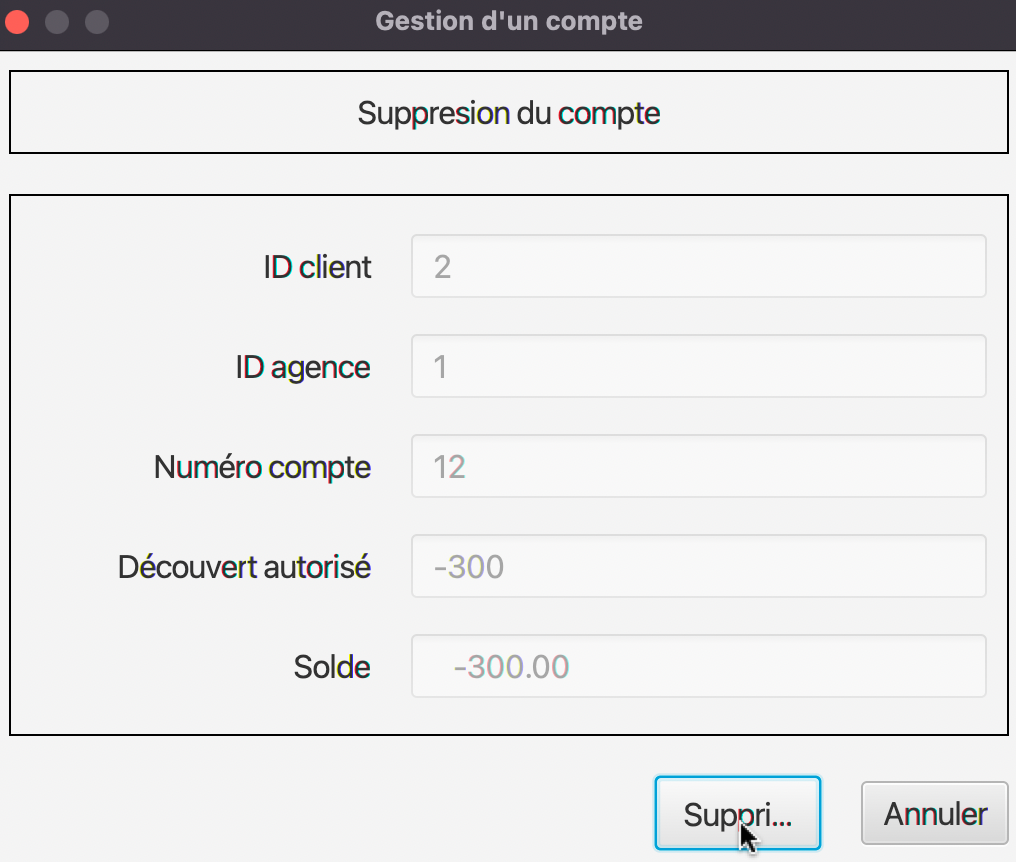 Gestion d'un compte
Suppresion du compte
ID client 2
ID agence 1
Numéro compte 12
Découvert autorisé -300
Solde -300.00
Suppri... Annuler